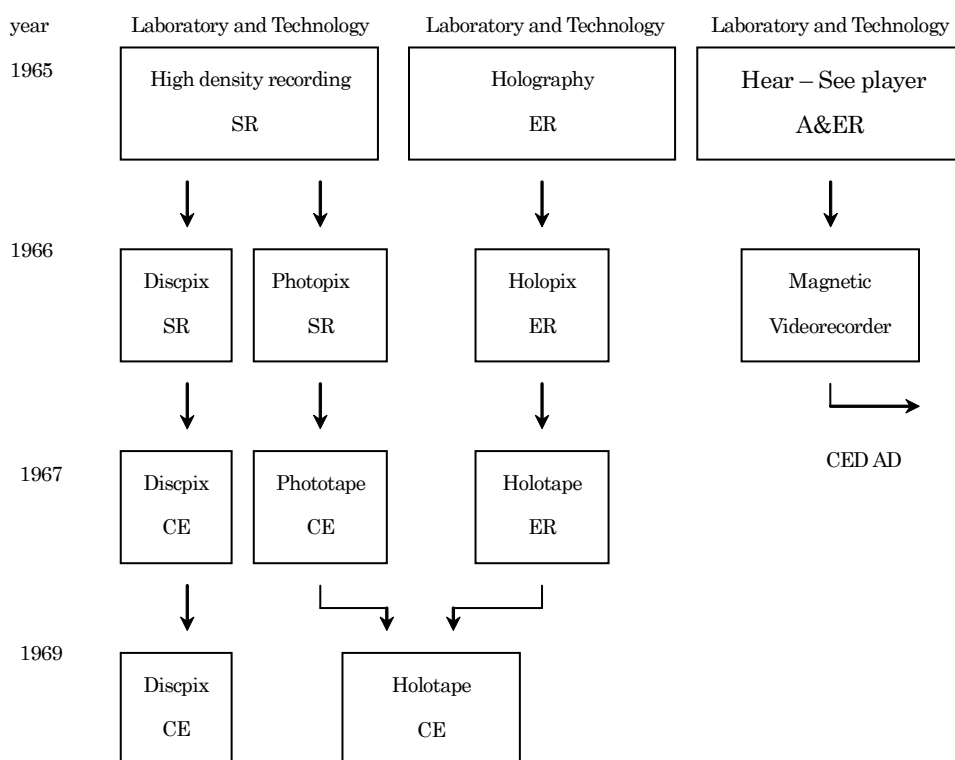 year Laboratory and Technology Laboratory and Technology Laboratory and Technology
1965
High density recording
SR
Holography
ER
Hear – See player
A&ER
1966
Discpix
SR
Photopix
SR
Holopix
ER
Magnetic
Videorecorder
CED AD
1967
Discpix
CE
Phototape
CE
Holotape
ER
1969
Discpix
CE
Holotape
CE